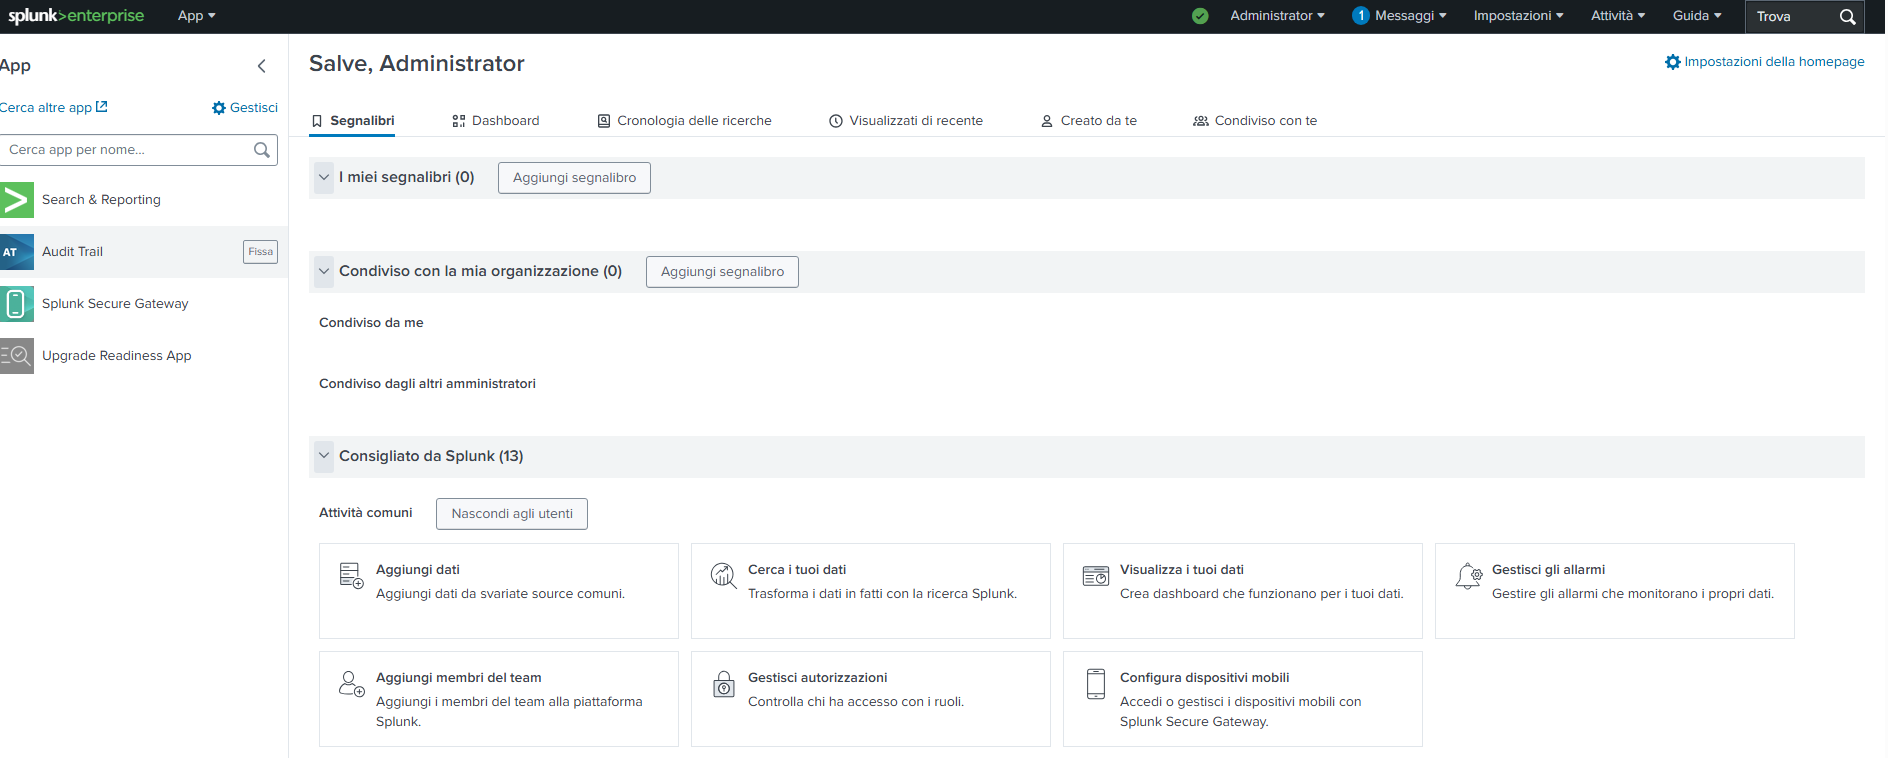 splunk>enterprise App Administrator 1 Messaggi Impostazioni Attività Guida Trova
App
Cerca altre app Gestisci
Cerca app per nome...
Search & Reporting
AT Audit Trail Fissa
Splunk Secure Gateway
Upgrade Readiness App
Salve, Administrator
Impostazioni della homepage
Segnalibri Dashboard Cronologia delle ricerche Visualizzati di recente Creato da te Condiviso con te
I miei segnalibri (0) Aggiungi segnalibro
Condiviso con la mia organizzazione (0) Aggiungi segnalibro
Condiviso da me
Condiviso dagli altri amministratori
Consigliato da Splunk (13)
Attività comuni Nascondi agli utenti
Aggiungi dati
Aggiungi dati da svariate source comuni.
Cerca i tuoi dati
Trasforma i dati in fatti con la ricerca Splunk.
Visualizza i tuoi dati
Crea dashboard che funzionano per i tuoi dati.
Gestisci gli allarmi
Gestire gli allarmi che monitorano i propri dati.
Aggiungi membri del team
Aggiungi i membri del team alla piattaforma
Splunk.
Gestisci autorizzazioni
Controlla chi ha accesso con i ruoli.
Configura dispositivi mobili
Accedi o gestisci i dispositivi mobili con
Splunk Secure Gateway.